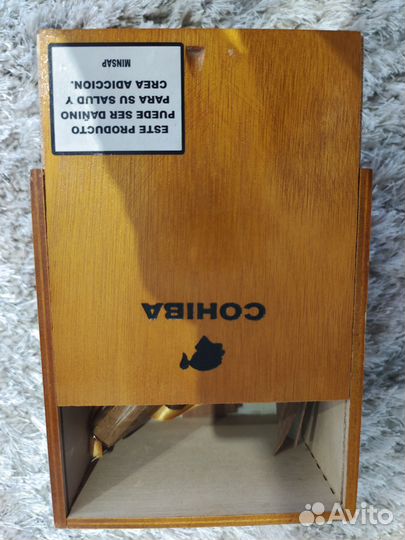 ESTE PRODUCTO
PUEDE SER DAÑINO
PARA SU SALUD Y
CREA ADICCION.
MINSAP
COHIBA
Avito